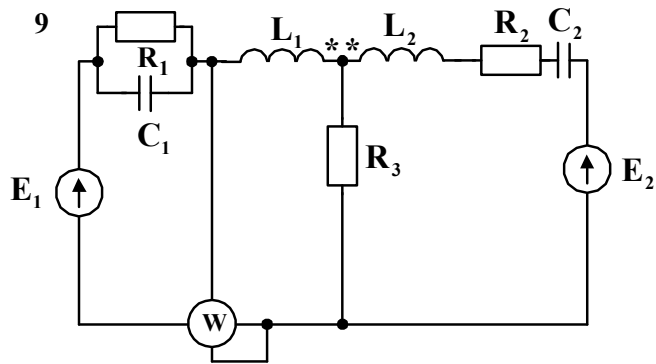 9
L₁ ** L₂ R₂ C₂
R₁
C₁
R₃
E₁ E₂
W